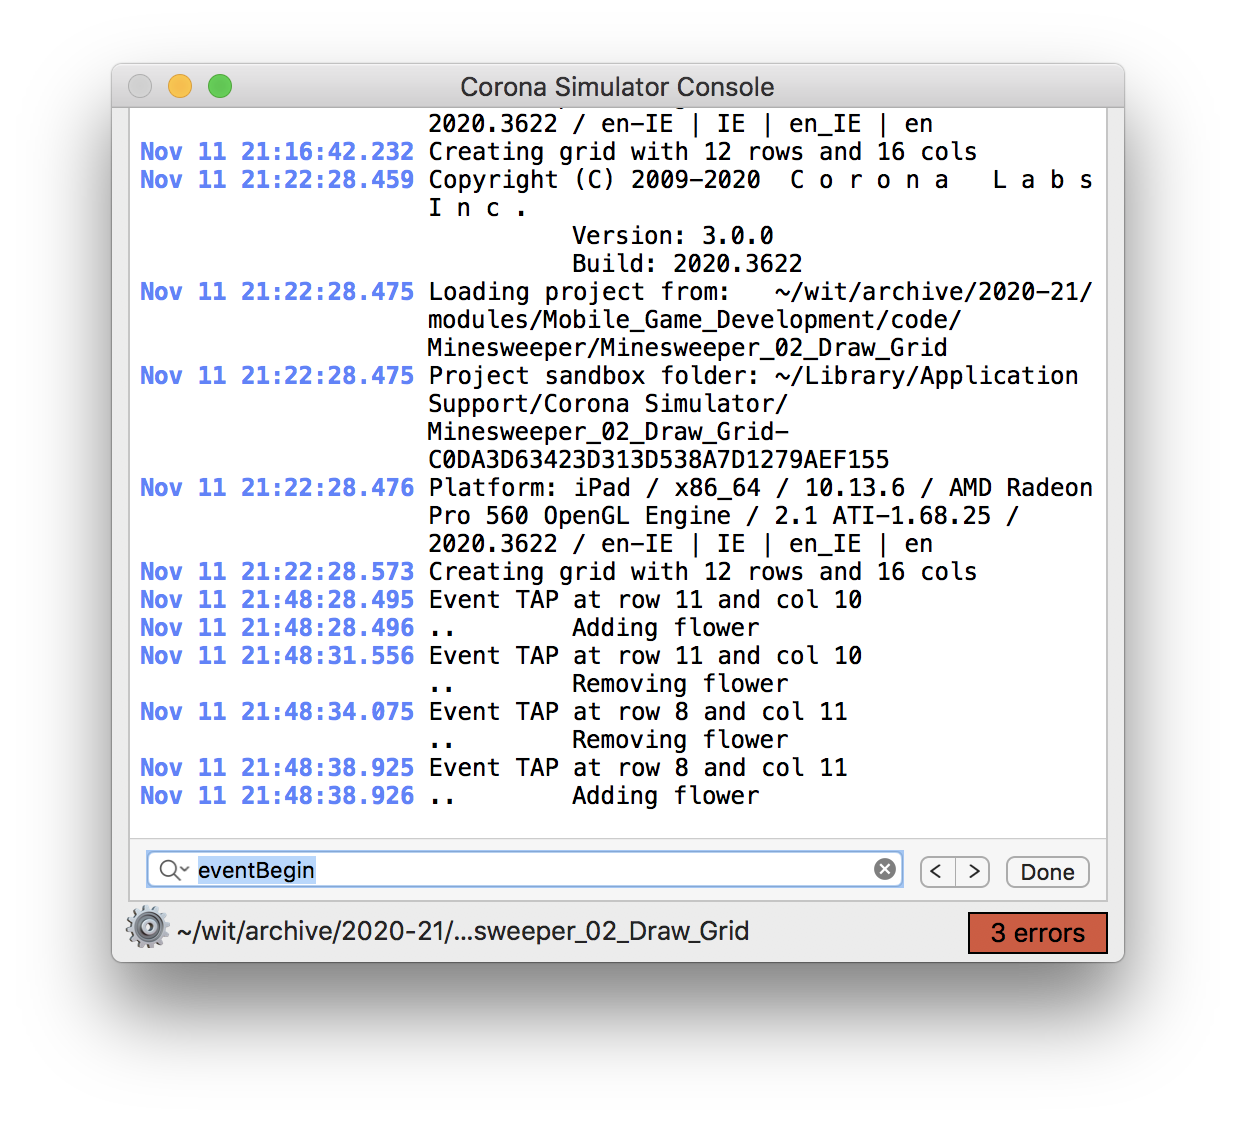 Corona Simulator Console
2020.3622 / en-IE | IE | en_IE | en
Nov 11 21:16:42.232 Creating grid with 12 rows and 16 cols
Nov 11 21:22:28.459 Copyright (C) 2009-2020  C o r o n a   L a b s
I n c .
Version: 3.0.0
Build: 2020.3622
Nov 11 21:22:28.475 Loading project from:   ~/wit/archive/2020-21/
modules/Mobile_Game_Development/code/
Minesweeper/Minesweeper_02_Draw_Grid
Nov 11 21:22:28.475 Project sandbox folder: ~/Library/Application
Support/Corona Simulator/
Minesweeper_02_Draw_Grid-
C0DA3D63423D313D538A7D1279AEF155
Nov 11 21:22:28.476 Platform: iPad / x86_64 / 10.13.6 / AMD Radeon
Pro 560 OpenGL Engine / 2.1 ATI-1.68.25 /
2020.3622 / en-IE | IE | en_IE | en
Nov 11 21:22:28.573 Creating grid with 12 rows and 16 cols
Nov 11 21:48:28.495 Event TAP at row 11 and col 10
Nov 11 21:48:28.496 ..        Adding flower
Nov 11 21:48:31.556 Event TAP at row 11 and col 10
..        Removing flower
Nov 11 21:48:34.075 Event TAP at row 8 and col 11
..        Removing flower
Nov 11 21:48:38.925 Event TAP at row 8 and col 11
Nov 11 21:48:38.926 ..        Adding flower
eventBegin < > Done
~/wit/archive/2020-21/...sweeper_02_Draw_Grid 3 errors